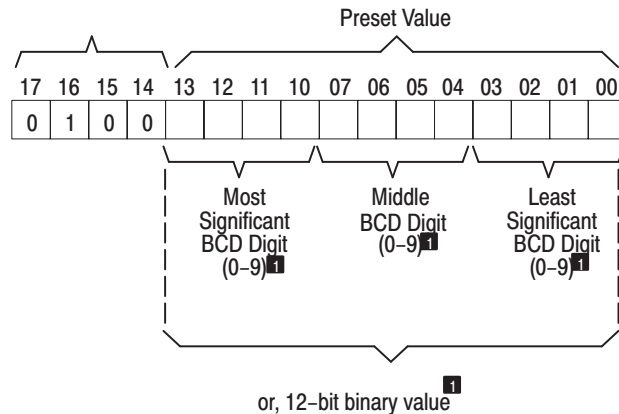 Preset Value
17 16 15 14 13 12 11 10 07 06 05 04 03 02 01 00
0 1 0 0
Most
Significant
BCD Digit
(0–9)1
Middle
BCD Digit
(0–9)1
Least
Significant
BCD Digit
(0–9)1
or, 12–bit binary value1